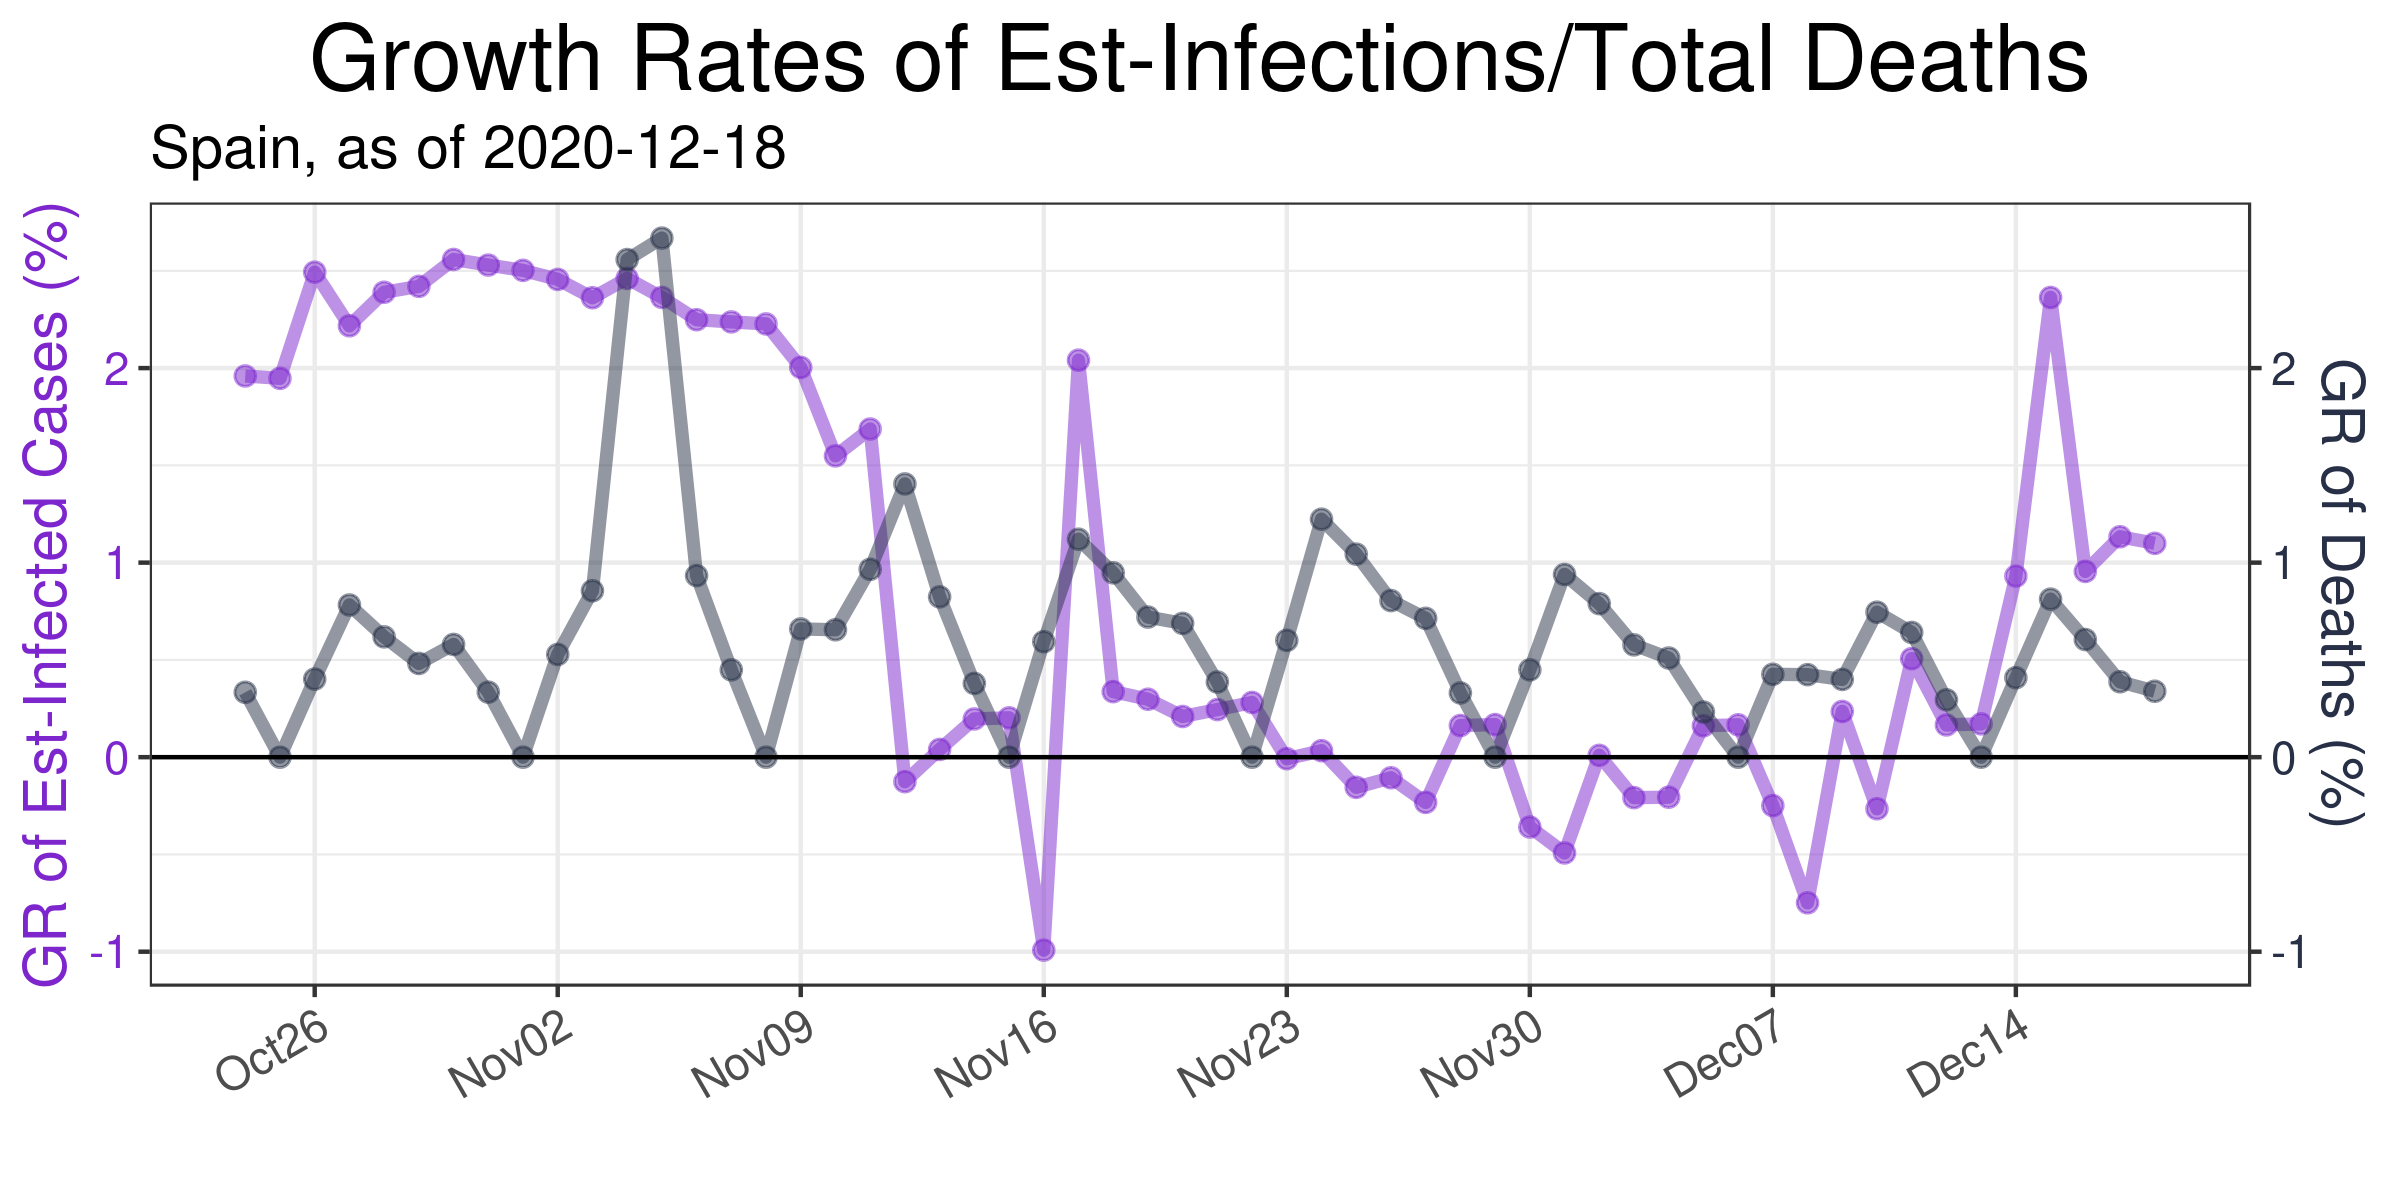 Growth Rates of Est-Infections/Total Deaths
Spain, as of 2020-12-18
GR of Est-Infected Cases (%)
2
1
0
-1
2
1
0
-1
GR of Deaths (%)
Oct26
Nov02
Nov09
Nov16
Nov23
Nov30
Dec07
Dec14